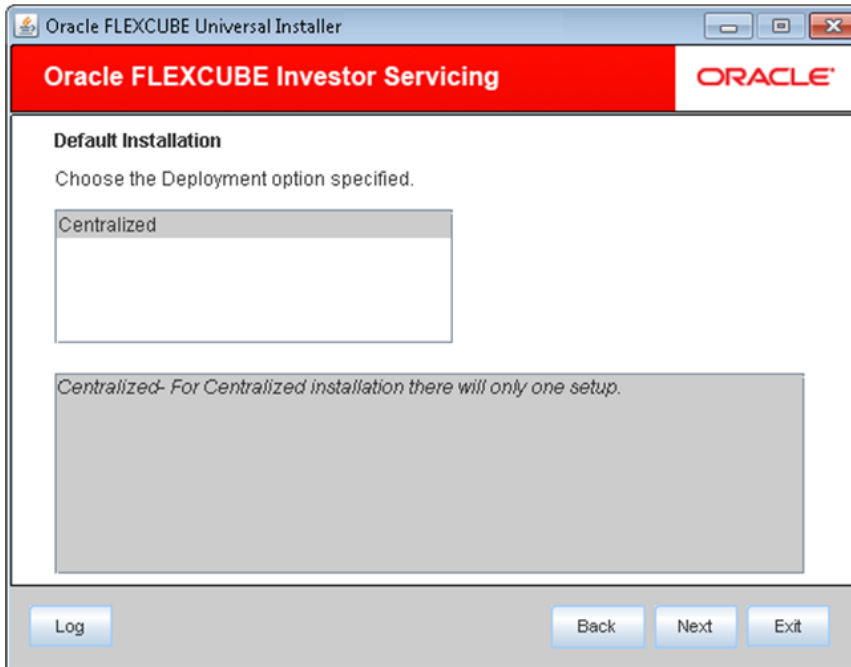 Oracle FLEXCUBE Universal Installer
Oracle FLEXCUBE Investor Servicing
ORACLE
Default Installation
Choose the Deployment option specified.
Centralized
Centralized- For Centralized installation there will only one setup.
Log
Back
Next
Exit